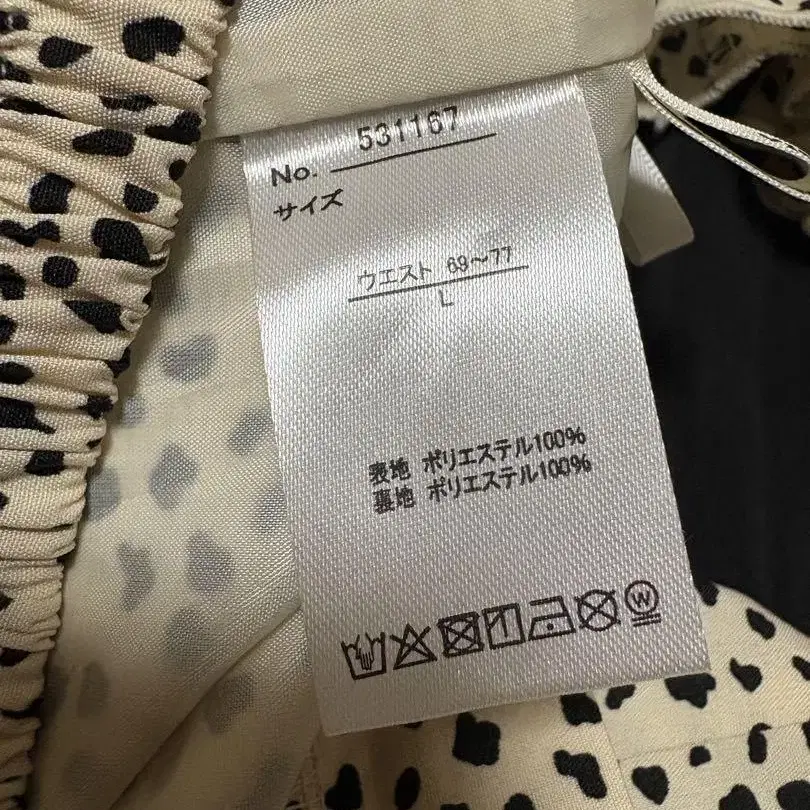 No. 531167
サイズ
ウエスト 69〜77
L
表地 ポリエステル100%
裏地 ポリエステル100%
W